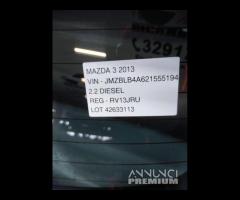 MAZDA 3 2013
VIN - JMZBLB4A621555194
2.2 DIESEL
REG - RV13JRU
LOT 42633113
3291
ANNUNCI
PREMIUM